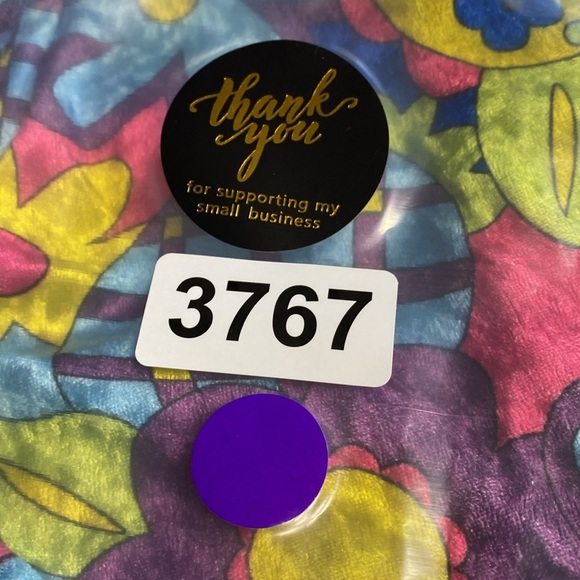 thank
you
for supporting my
small business
3767